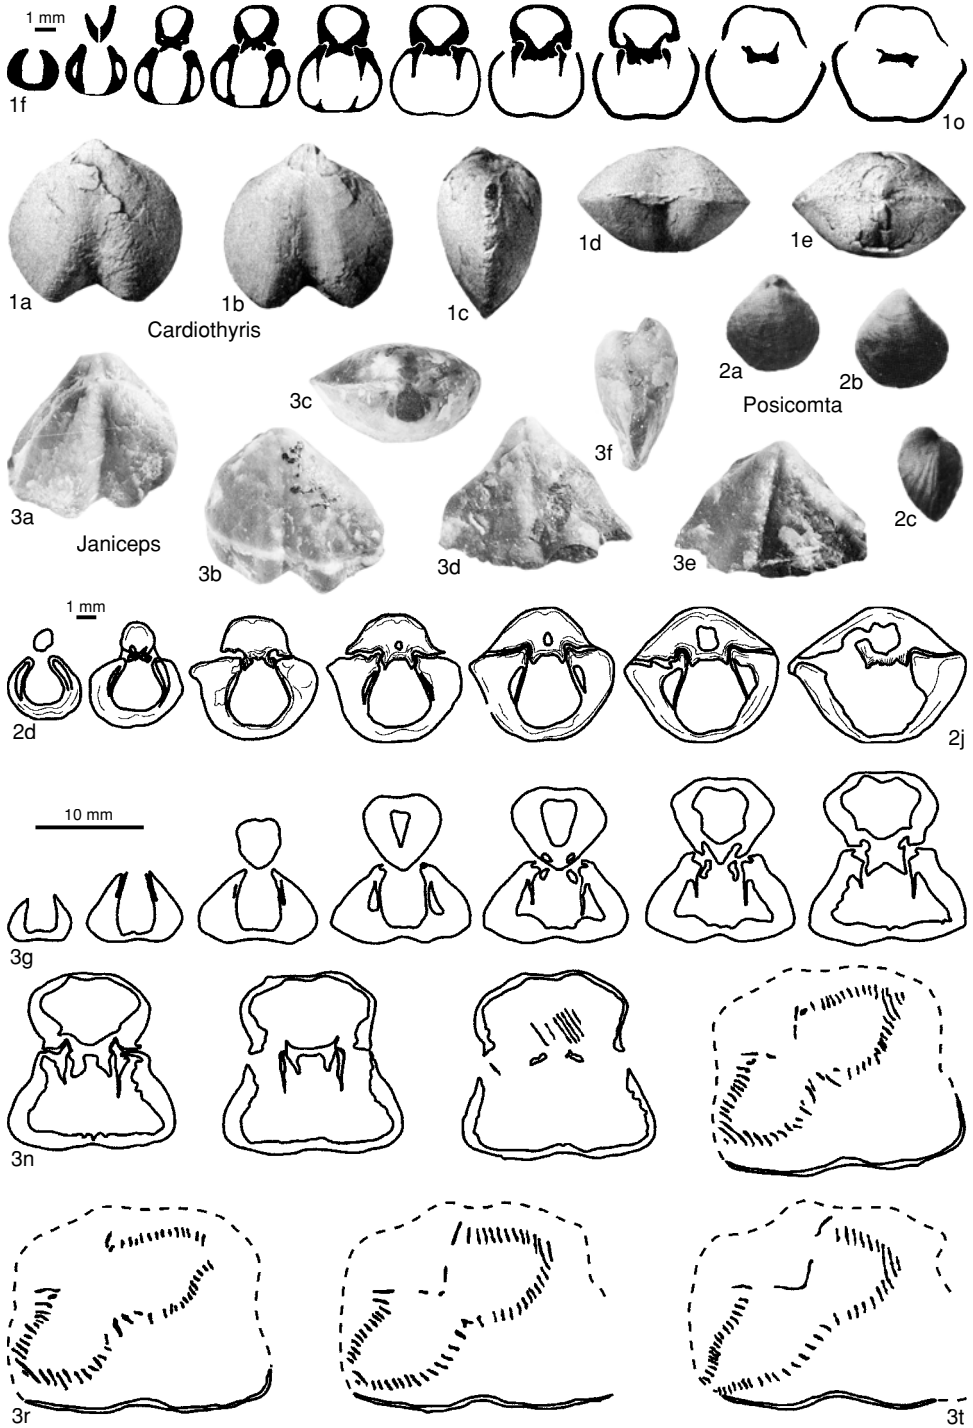 1 mm
1f
1o
1a
1b
1c
1d
1e
Cardiothyris
2a
2b
Posicomta
3c
3f
3a
2c
Janiceps
3b
3d
3e
1 mm
2d
2j
10 mm
3g
3n
3r
3t